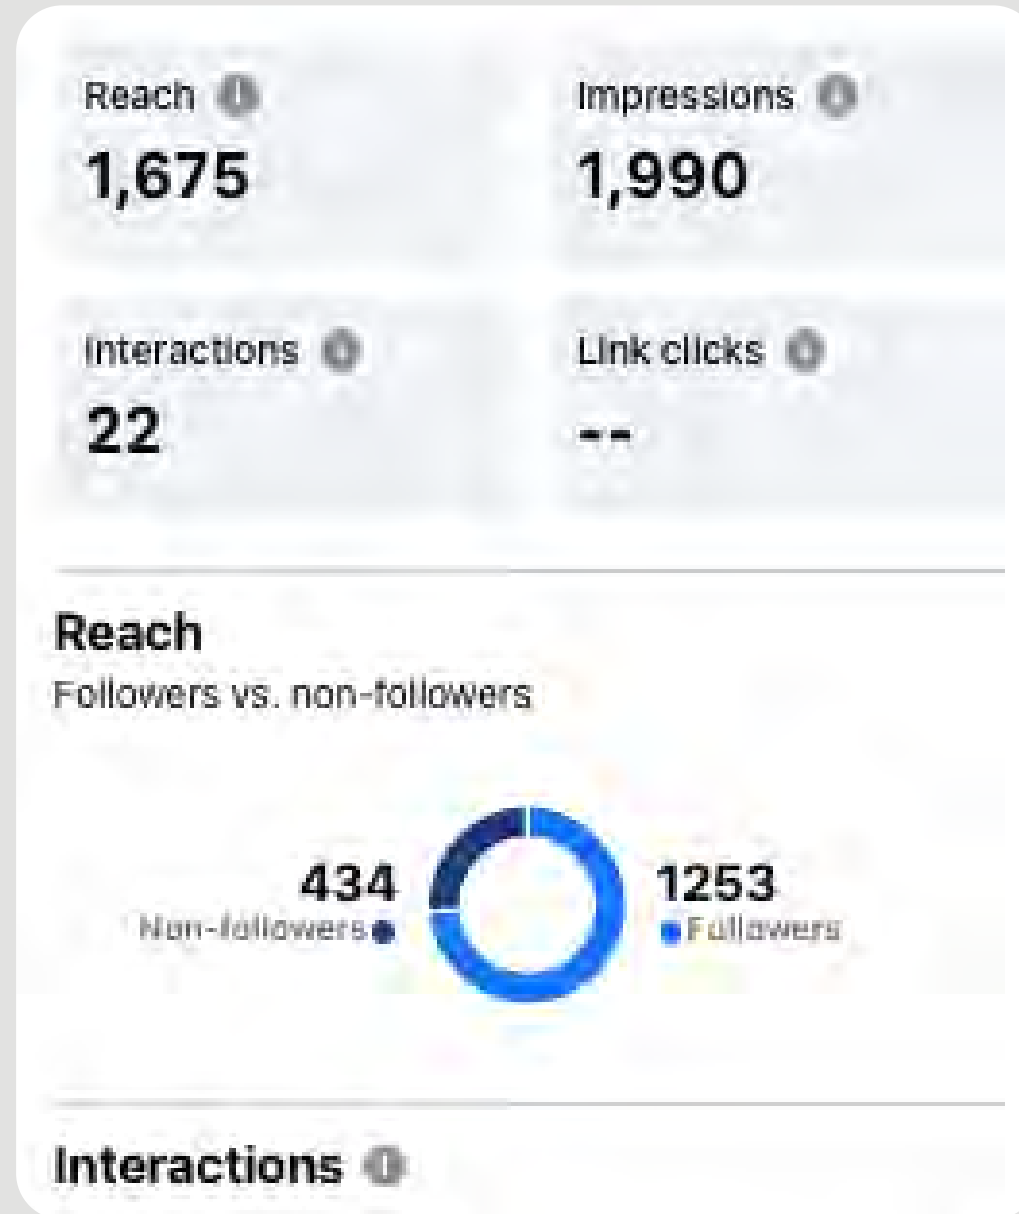 Reach
1,675
Impressions
1,990
Interactions
22
Link clicks
--
Reach
Followers vs. non-followers
434
Non-followers
1253
Followers
Interactions